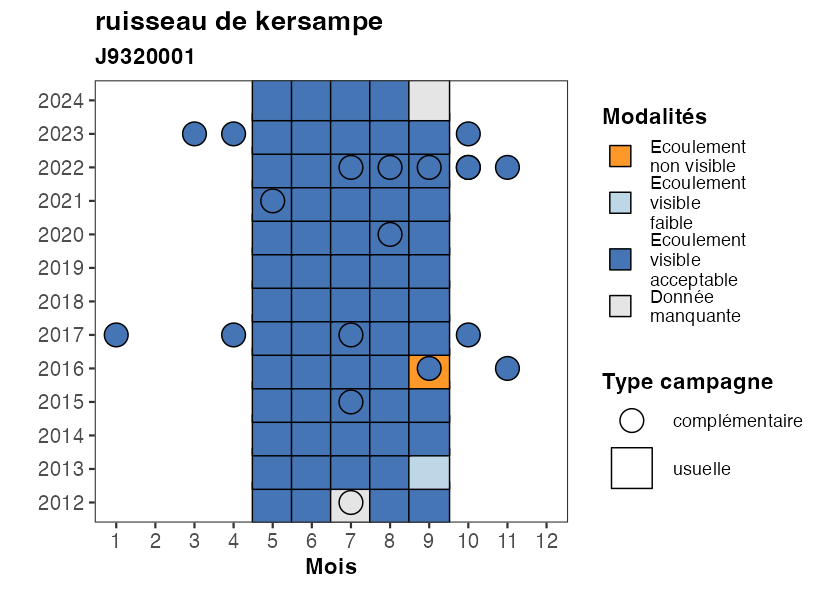 ruisseau de kersampe
J9320001
2024
2023
2022
2021
2020
2019
2018
2017
2016
2015
2014
2013
2012
1 2 3 4 5 6 7 8 9 10 11 12
Mois
Modalités
Ecoulement
non visible
Ecoulement
visible
faible
Ecoulement
visible
acceptable
Donnée
manquante
Type campagne
complémentaire
usuelle